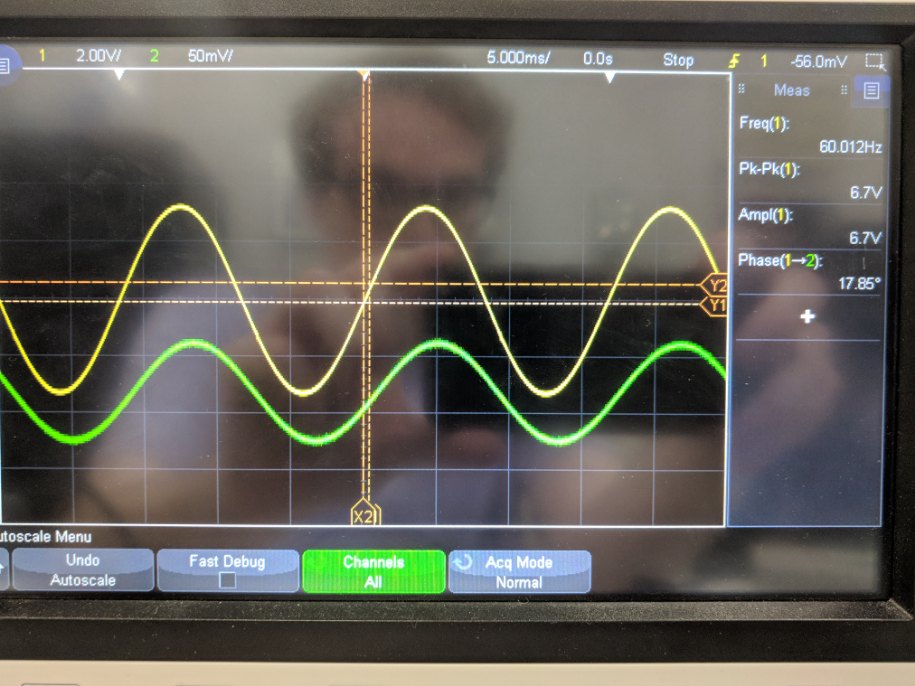 1 2.00V/ 2 50mV/ 5.000ms/ 0.0s Stop 1 -56.0mV
Meas
Freq(1):
60.012Hz
Pk-Pk(1):
6.7V
Ampl(1):
6.7V
Phase(1→2):
17.85°
Y2
Y1
X2
utoscale Menu
Undo
Autoscale
Fast Debug
Channels
All
Acq Mode
Normal